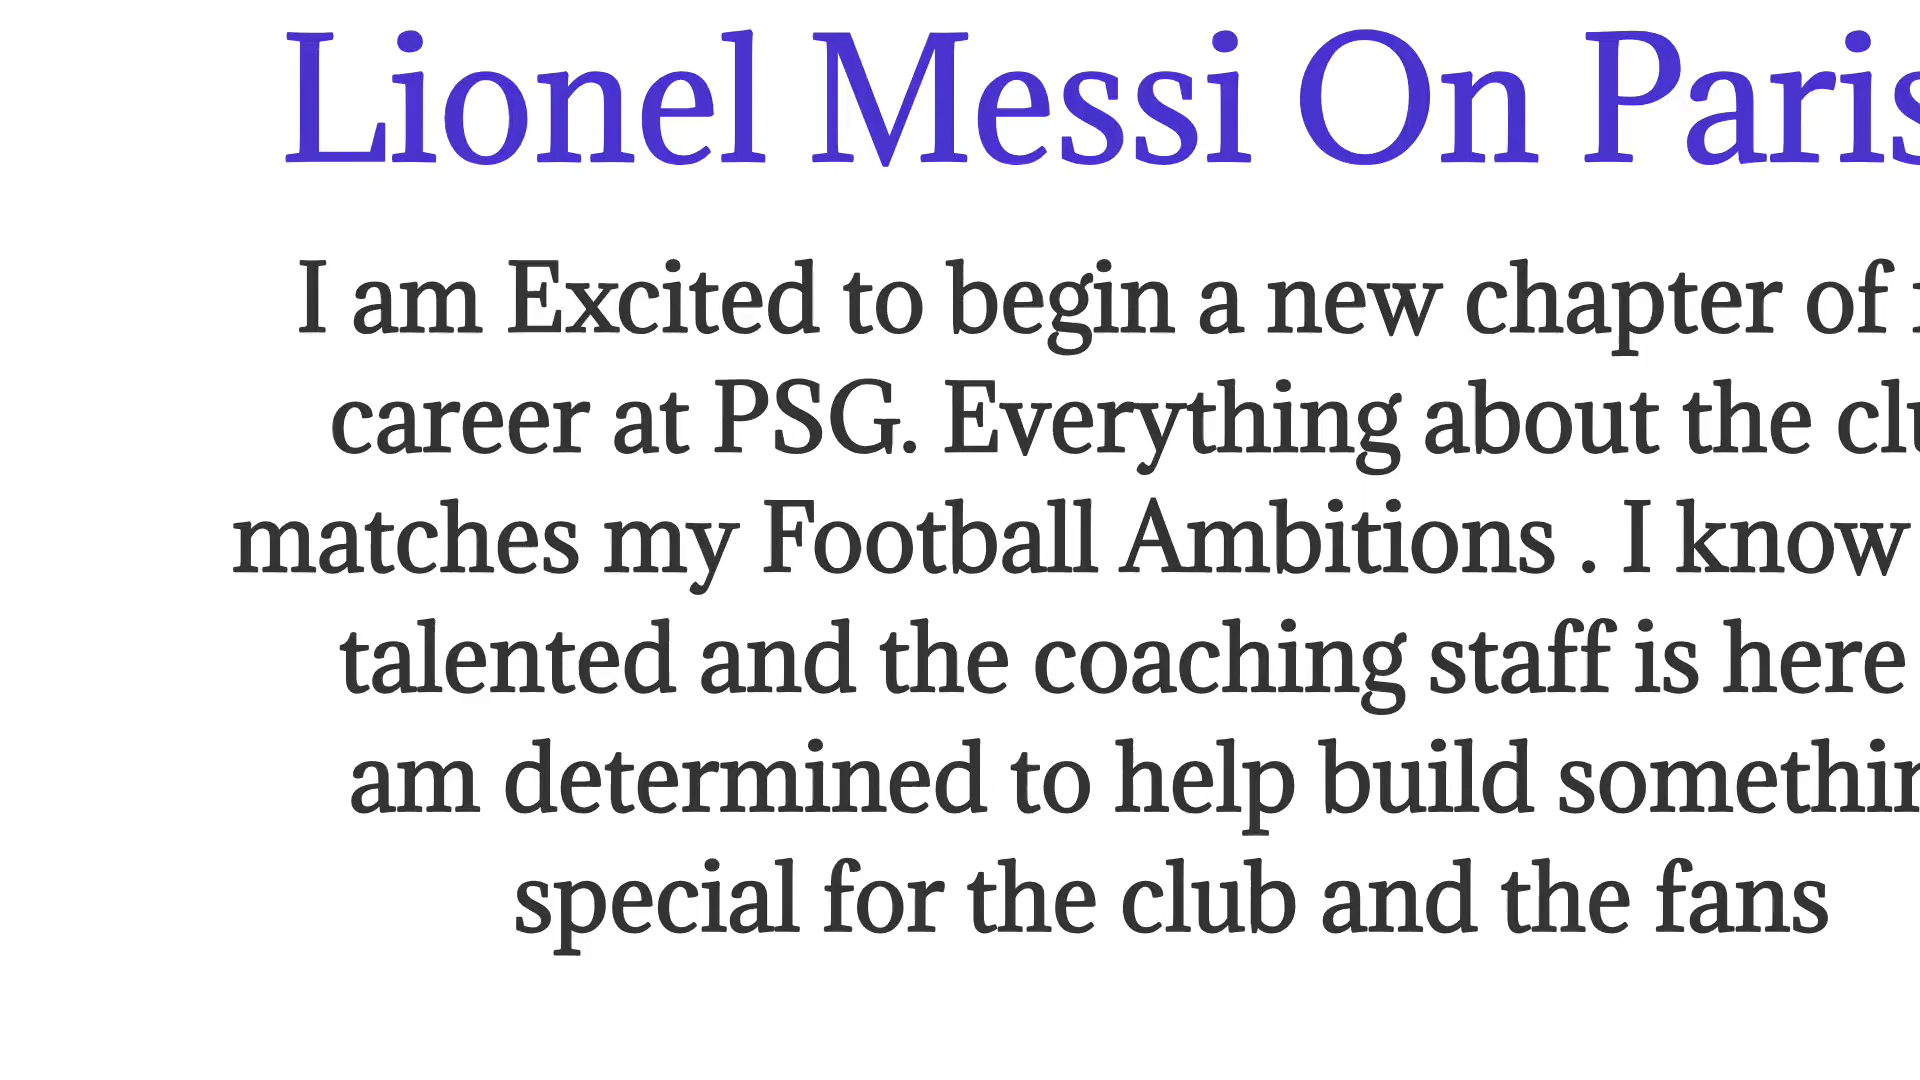 Lionel Messi On Paris
I am Excited to begin a new chapter of
career at PSG. Everything about the
matches my Football Ambitions . I know
talented and the coaching staff is here
am determined to help build
special for the club and the fans